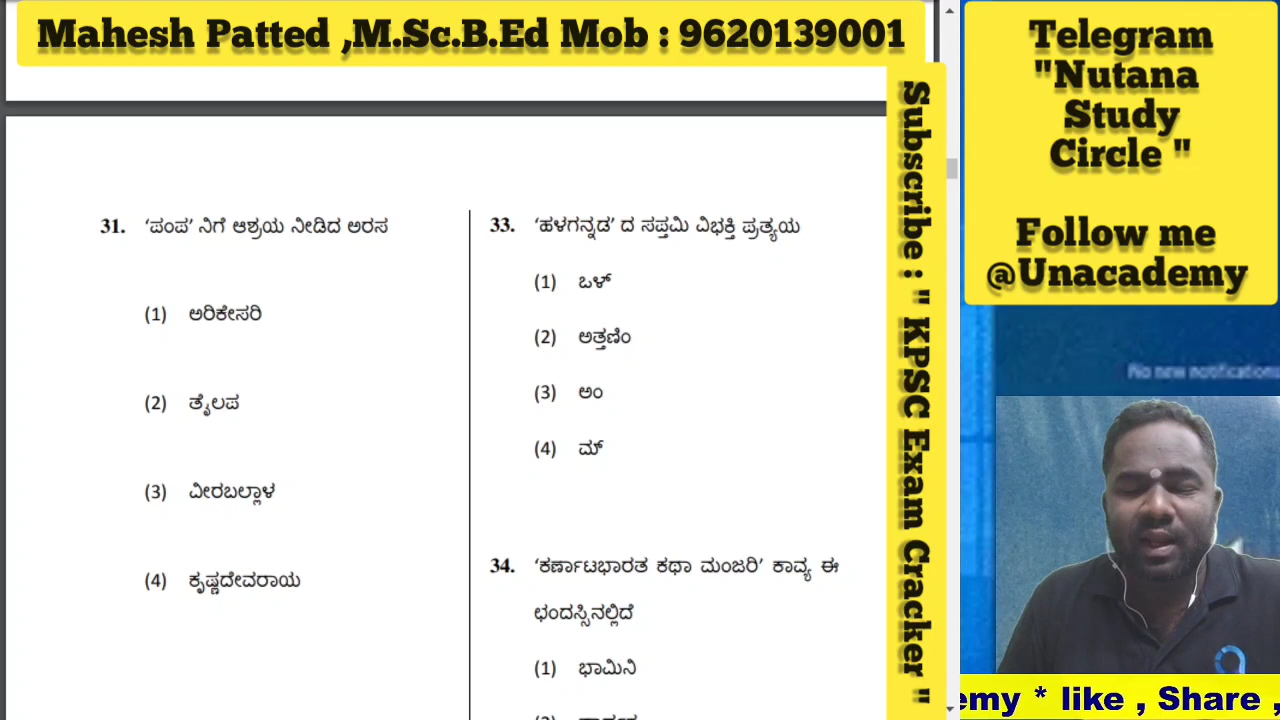 Mahesh Patted ,M.Sc.B.Ed Mob : 9620139001
31. ‘ಪಂಪ’ ನಿಗೆ ಆಶ್ರಯ ನೀಡಿದ ಅರಸ
(1) ಅರಿಕೇಸರಿ
(2) ತೈಲಪ
(3) ವೀರಬಲ್ಲಾಳ
(4) ಕೃಷ್ಣದೇವರಾಯ
33. ‘ಹಳಗನ್ನಡ’ ದ ಸಪ್ತಮಿ ವಿಭಕ್ತಿ ಪ್ರತ್ಯಯ
(1) ಒಳ್
(2) ಅತ್ತಣಿಂ
(3) ಅಂ
(4) ಮ್
34. ‘ಕರ್ಣಾಟಭಾರತ ಕಥಾ ಮಂಜರಿ’ ಕಾವ್ಯ ಈ
ಛಂದಸ್ಸಿನಲ್ಲಿದೆ
(1) ಭಾಮಿನಿ
Subscribe : " KPSC Exam Cracker "
Telegram
"Nutana
Study
Circle "
Follow me
@Unacademy
No new notifications
emy * like , Share ,